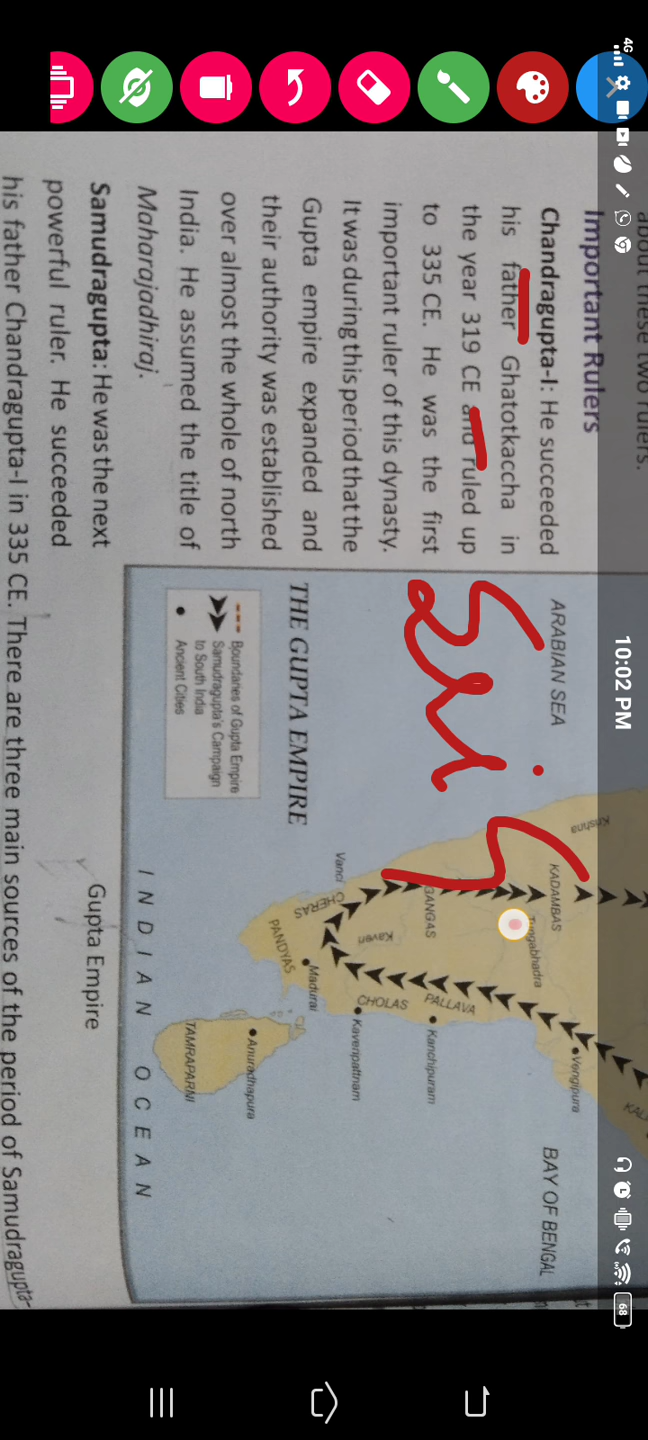 4G
10:02 PM
68
about these two rulers.
Important Rulers
Chandragupta-I: He succeeded
his father Ghatotkaccha in
the year 319 CE and ruled up
to 335 CE. He was the first
important ruler of this dynasty.
It was during this period that the
Gupta empire expanded and
their authority was established
over almost the whole of north
India. He assumed the title of
Maharajadhiraj.
Samudragupta: He was the next
powerful ruler. He succeeded
his father Chandragupta-I in 335 CE. There are three main sources of the period of Samudragupta-
ARABIAN SEA
BAY OF BENGAL
Krishna
KADAMBAS
Tungabhadra
Vengipura
GANGAS
PALLAVA
Kanchipuram
Kaveri
CHOLAS
Kaveripattnam
Vanci
CHERAS
PANDYAS
Madurai
Anuradhapura
TAMRAPARNI
INDIAN OCEAN
THE GUPTA EMPIRE
Boundaries of Gupta Empire
Samudragupta's Campaign
to South India
Ancient Cities
Gupta Empire